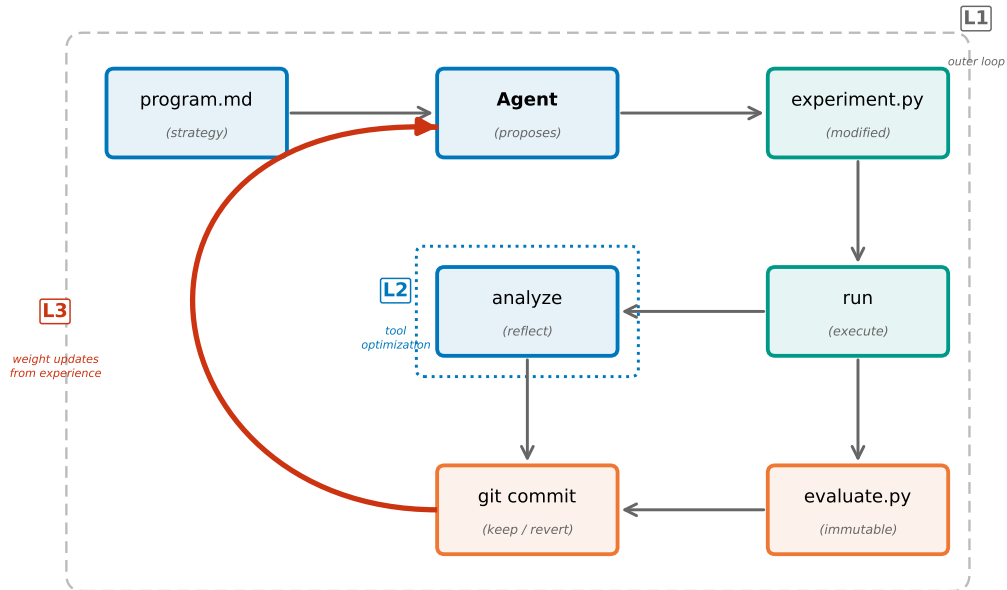 L1
outer loop
program.md
(strategy)
Agent
(proposes)
experiment.py
(modified)
L2
tool
optimization
analyze
(reflect)
run
(execute)
L3
weight updates
from experience
git commit
(keep / revert)
evaluate.py
(immutable)